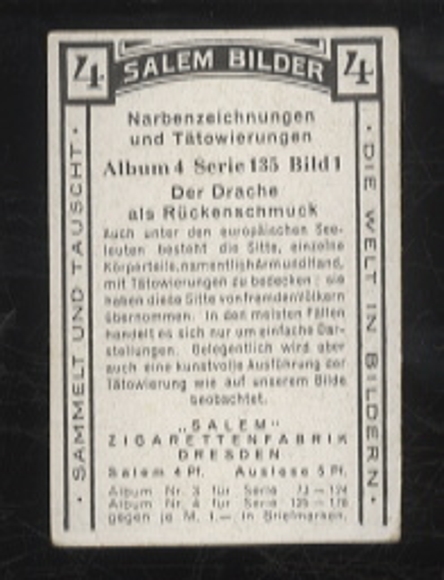 4 SALEM BILDER 4
Narbenzeichnungen
und Tätowierungen
Album 4 Serie 135 Bild 1
Der Drache
als Rückenschmuck
Auch unter den europäischen See-
leuten besteht die Sitte, einzelne
Körperteile, namentlich Arm und Hand,
mit Tätowierungen zu bedecken; sie
haben diese Sitte von fremden Völkern
übernommen. In den meisten Fällen
handelt es sich nur um einfache Dar-
stellungen. Gelegentlich wird aber
auch eine kunstvolle Ausführung der
Tätowierung wie auf unserem Bilde
beobachtet.
„SALEM“
ZIGARETTENFABRIK
DRESDEN
Salem 4 Pf. Auslese 5 Pf.
Album Nr. 3 für Serie
Album Nr. 4 für Serie
gegen je M. 1.— in Briefmarken.
· SAMMELT UND TAUSCHT ·
· DIE WELT IN BILDERN ·